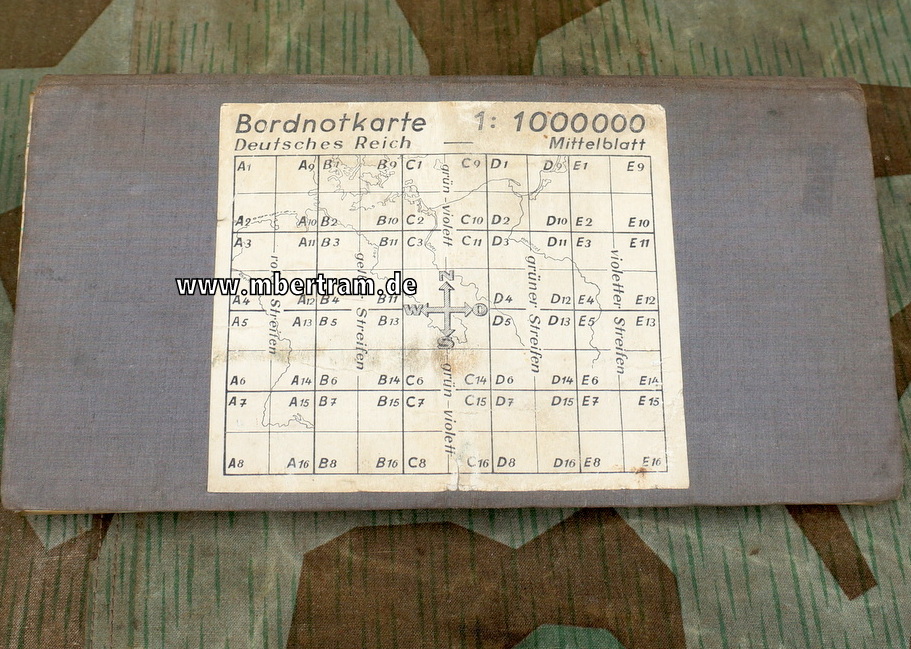 Bordnotkarte 1: 1000000
Deutsches Reich — Mittelblatt
A1 A9 B1 B9 C1 C9 D1 D9 E1 E9
A2 A10 B2 B10 C2 C10 D2 D10 E2 E10
A3 A11 B3 B11 C3 C11 D3 D11 E3 E11
www.mbertram.de
A4 A12 B4 B11 D4 D12 E4 E12
A5 A13 B5 B13 D5 D13 E5 E13
A6 A14 B6 B14 C6 C14 D6 D14 E6 E14
A7 A15 B7 B15 C7 C15 D7 D15 E7 E15
A8 A16 B8 B16 C8 C16 D8 D16 E8 E16
Streifen
Streifen
grün-violett
N
W O
S
grün-violett
grüner Streifen
violetter Streifen